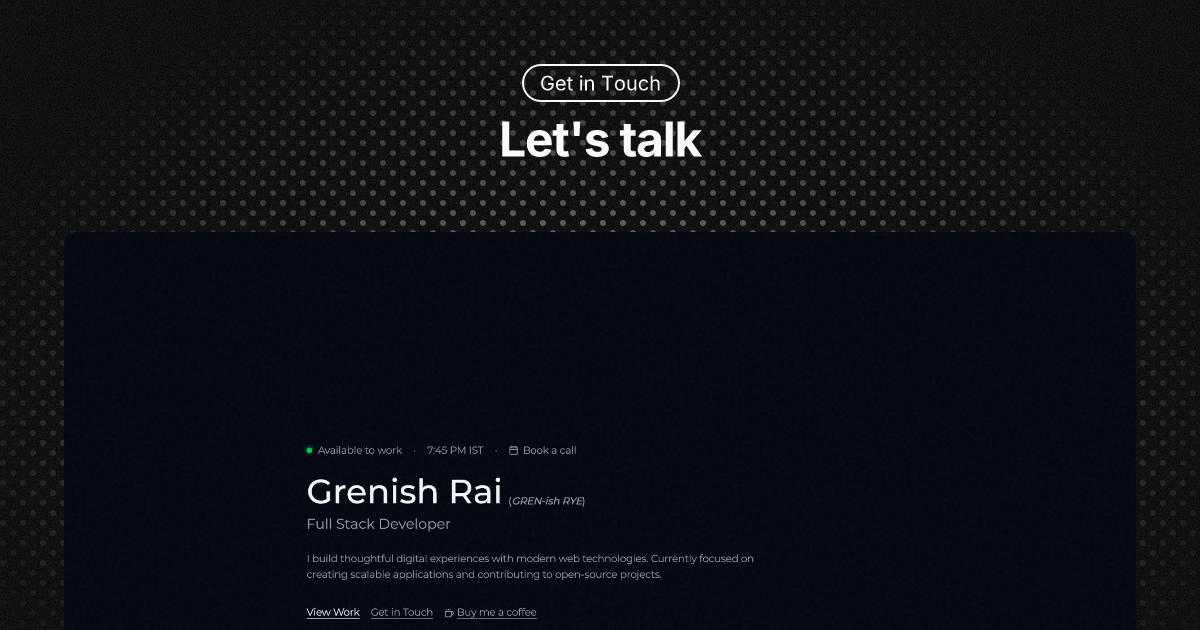 Get in Touch
Let's talk
Available to work · 7:45 PM IST · Book a call
Grenish Rai (GREN-ish RYE)
Full Stack Developer
I build thoughtful digital experiences with modern web technologies. Currently focused on
creating scalable applications and contributing to open-source projects.
View Work Get in Touch Buy me a coffee